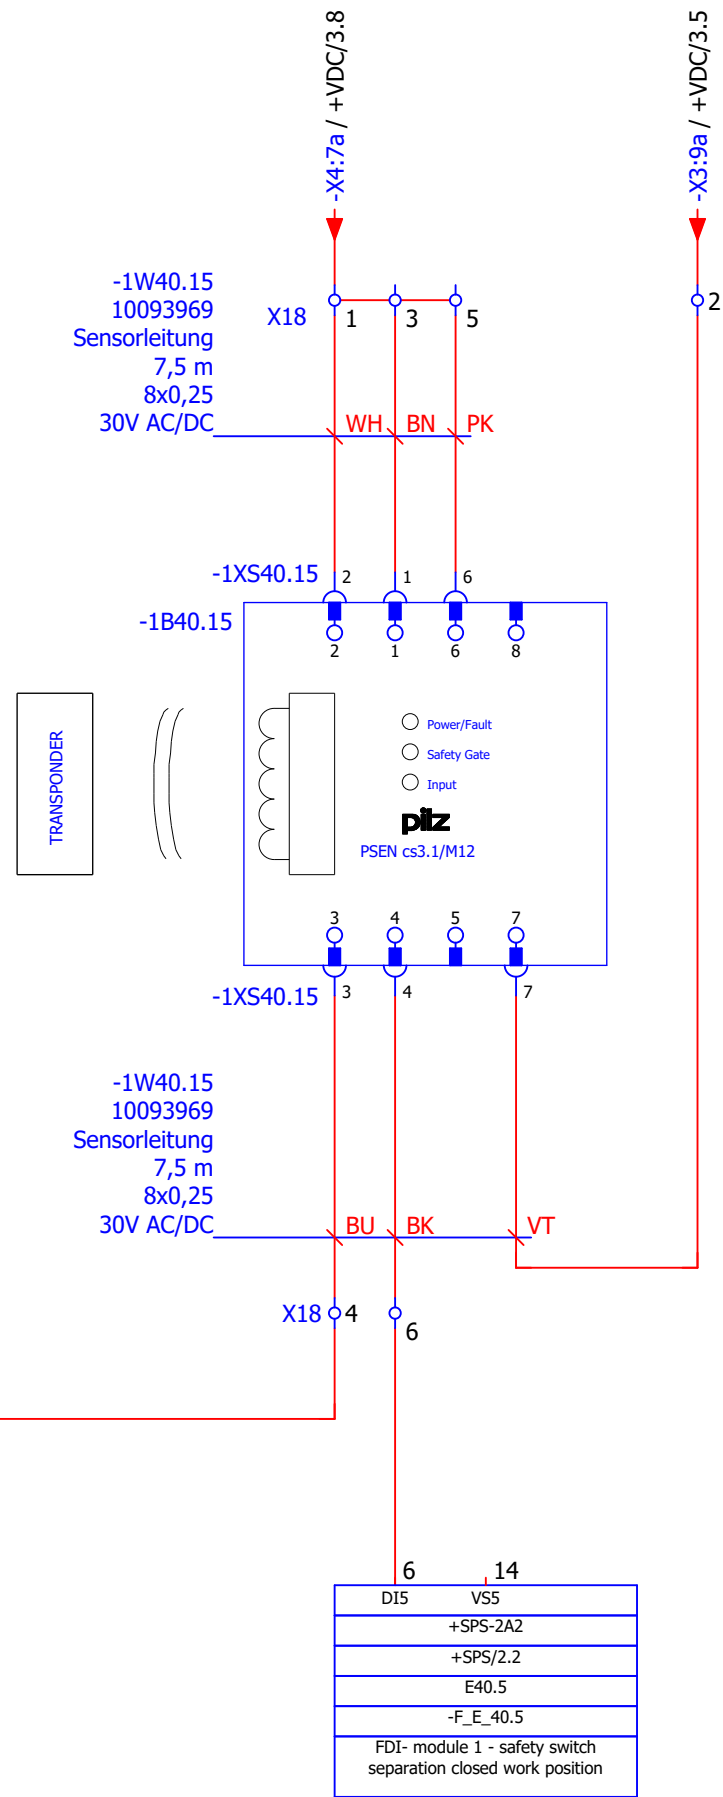 -X4:7a / +VDC/3.8
-X3:9a / +VDC/3.5
-1W40.15
10093969
Sensorleitung
7,5 m
8x0,25
30V AC/DC
X18
1
3
5
2
WH
BN
PK
-1XS40.15
2
1
6
-1B40.15
2
1
6
8
TRANSPONDER
Power/Fault
Safety Gate
Input
pilz
PSEN cs3.1/M12
3
4
5
7
-1XS40.15
3
4
7
-1W40.15
10093969
Sensorleitung
7,5 m
8x0,25
30V AC/DC
BU
BK
VT
X18
4
6
6
14
DI5
VS5
+SPS-2A2
+SPS/2.2
E40.5
-F_E_40.5
FDI- module 1 - safety switch
separation closed work position